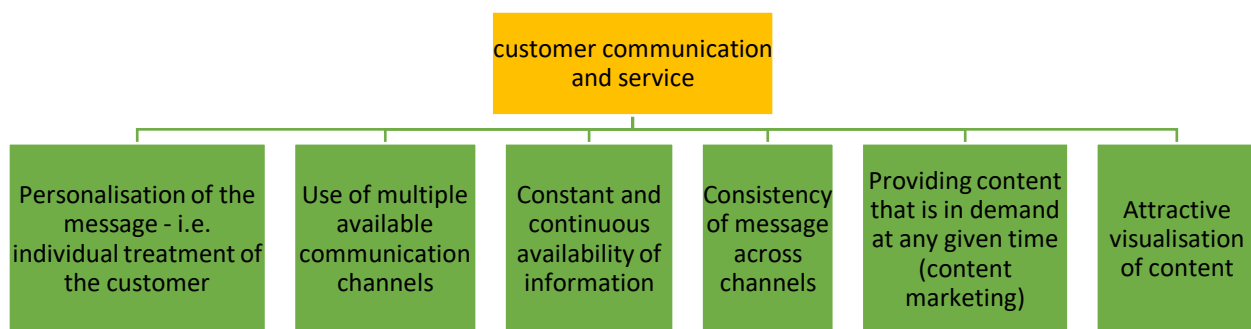 customer communication
and service
Personalisation of the
message - i.e.
individual treatment of
the customer
Use of multiple
available
communication
channels
Constant and
continuous
availability of
information
Consistency
of message
across
channels
Providing content
that is in demand
at any given time
(content
marketing)
Attractive
visualisation
of content